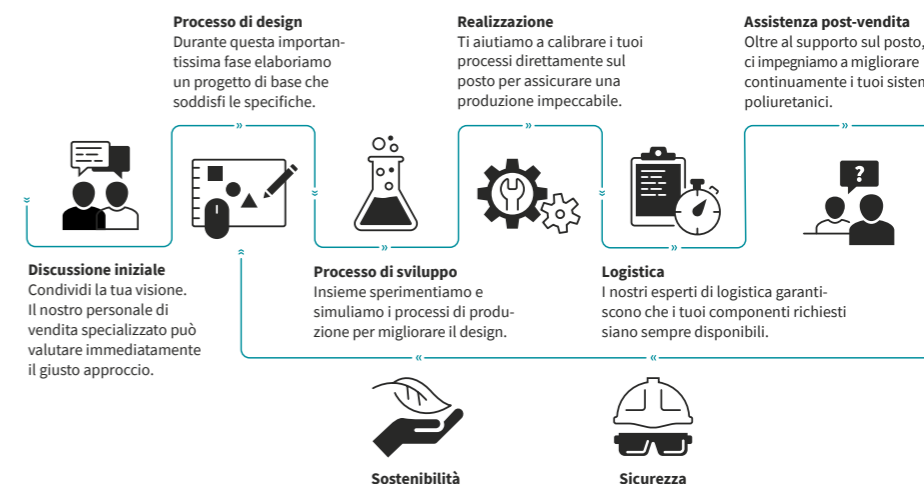 Processo di design
Durante questa importan-
tissima fase elaboriamo
un progetto di base che
soddisfi le specifiche.
Realizzazione
Ti aiutiamo a calibrare i tuoi
processi direttamente sul
posto per assicurare una
produzione impeccabile.
Assistenza post-vendita
Oltre al supporto sul posto,
ci impegniamo a migliorare
continuamente i tuoi sistem
poliuretanici.
?
Discussione iniziale
Condividi la tua visione.
Il nostro personale di
vendita specializzato può
valutare immediatamente
il giusto approccio.
Processo di sviluppo
Insieme sperimentiamo e
simuliamo i processi di produ-
zione per migliorare il design.
Logistica
I nostri esperti di logistica garanti-
scono che i tuoi componenti richiesti
siano sempre disponibili.
Sostenibilità
Sicurezza